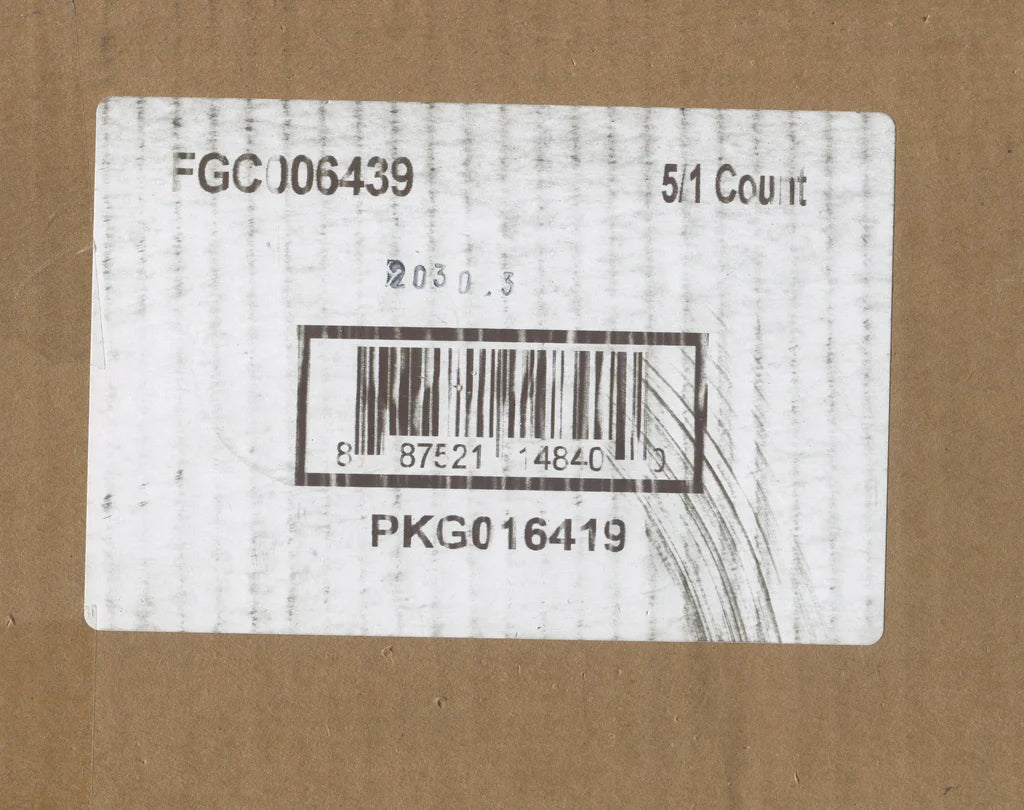 FGC006439
5/1 Count
2030.3
8 87521 14840 0
PKG016419